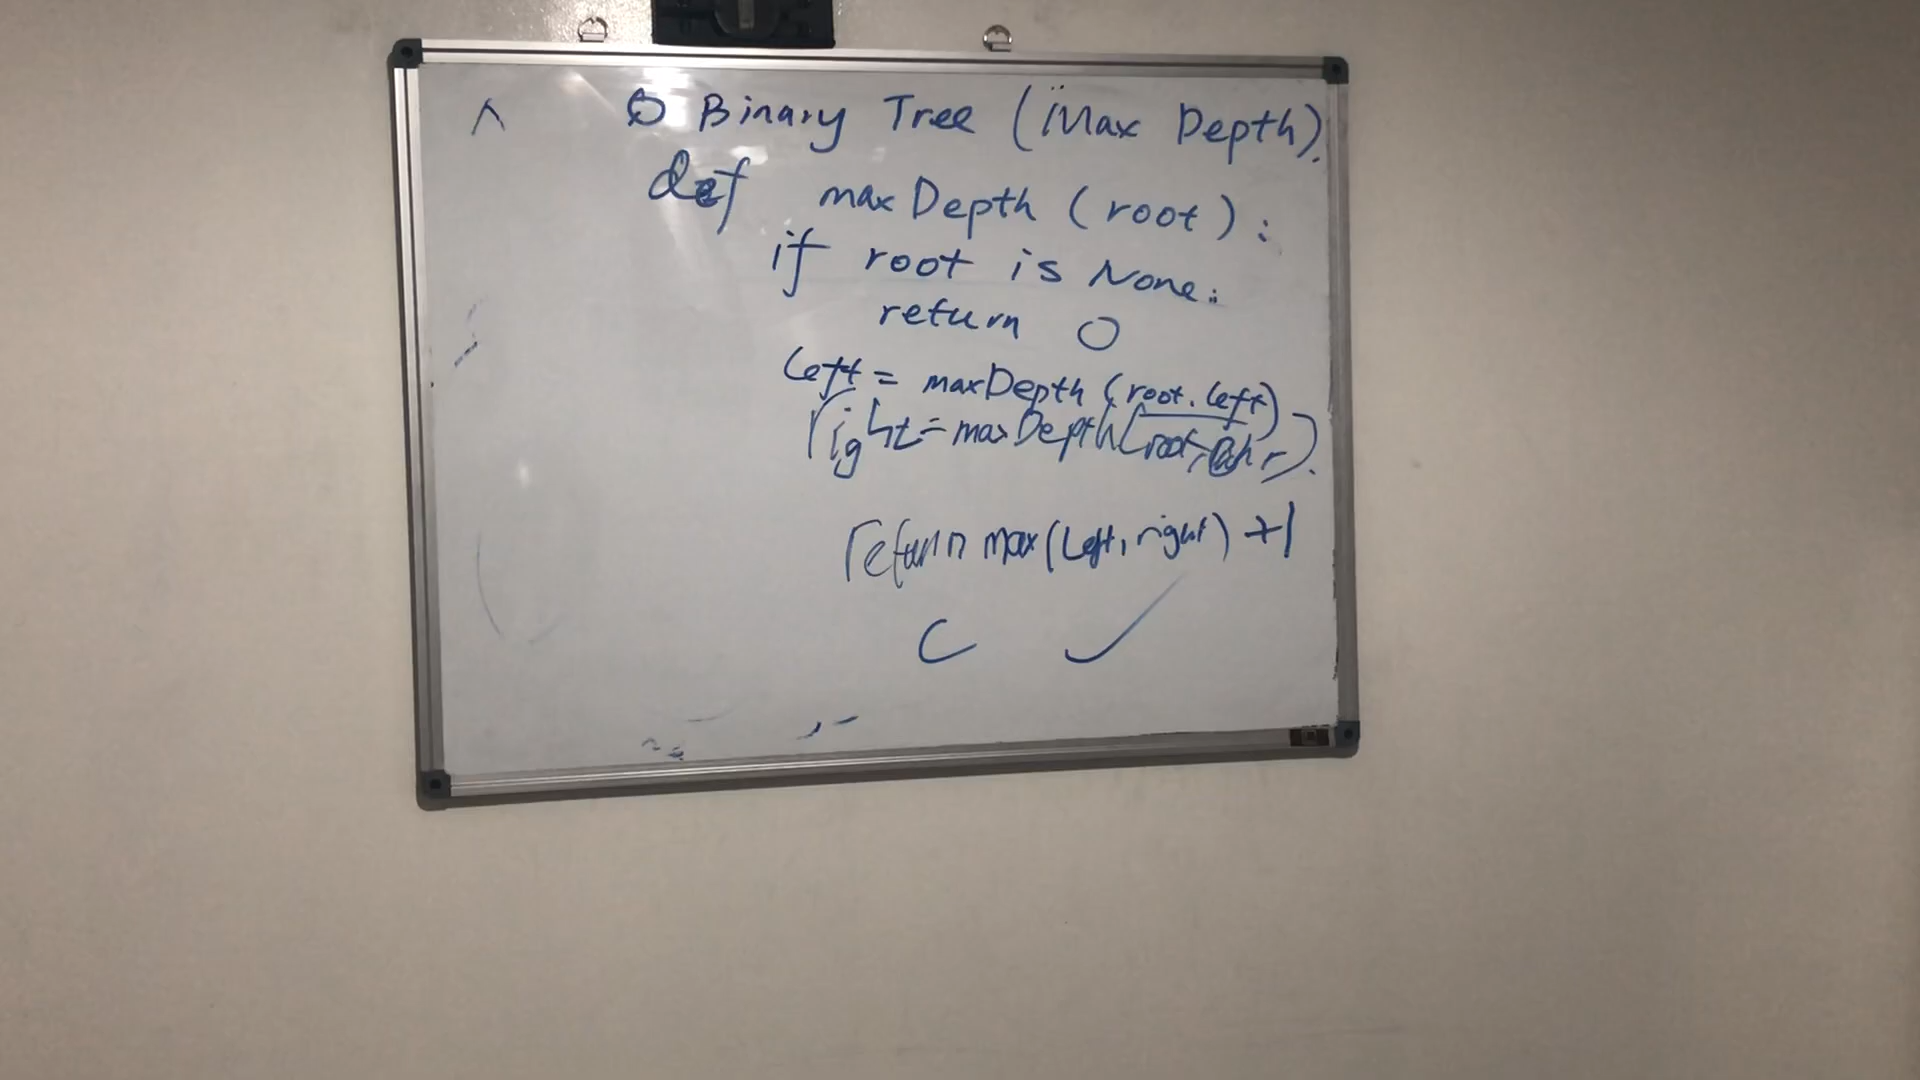 Binary Tree (Max Depth).
def maxDepth (root):
if root is None:
return 0
left = maxDepth (root.left)
right = maxDepth(root.
return max(left, right) +1
C ✓